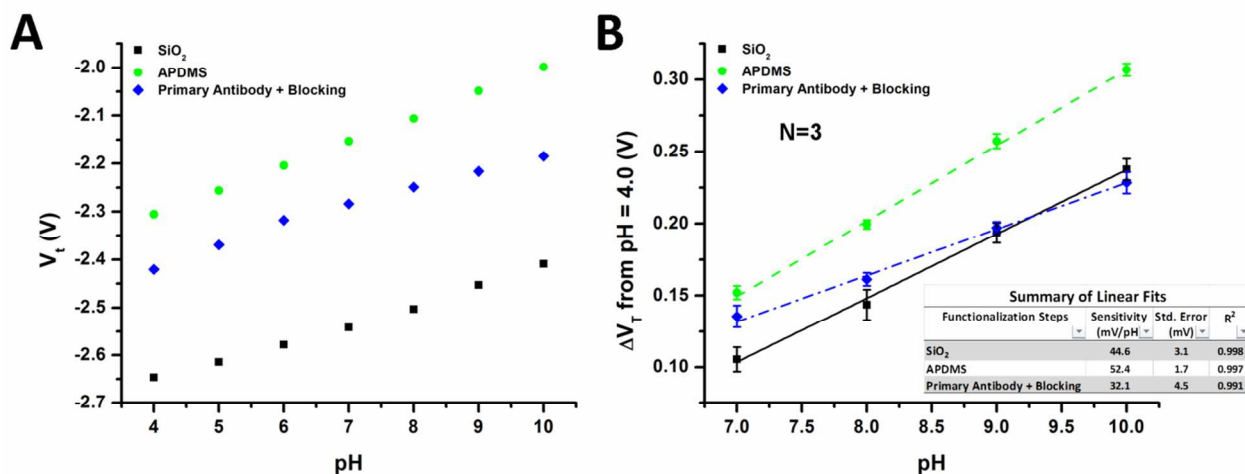 A
SiO2
APDMS
Primary Antibody + Blocking
Vt (V)
-2.0
-2.1
-2.2
-2.3
-2.4
-2.5
-2.6
-2.7
4 5 6 7 8 9 10
pH
B
SiO2
APDMS
Primary Antibody + Blocking
N=3
ΔVT from pH = 4.0 (V)
0.30
0.25
0.20
0.15
0.10
7.0 7.5 8.0 8.5 9.0 9.5 10.0
pH
Summary of Linear Fits
Functionalization Steps Sensitivity (mV/pH) Std. Error (mV) R2
SiO2 44.6 3.1 0.998
APDMS 52.4 1.7 0.997
Primary Antibody + Blocking 32.1 4.5 0.991